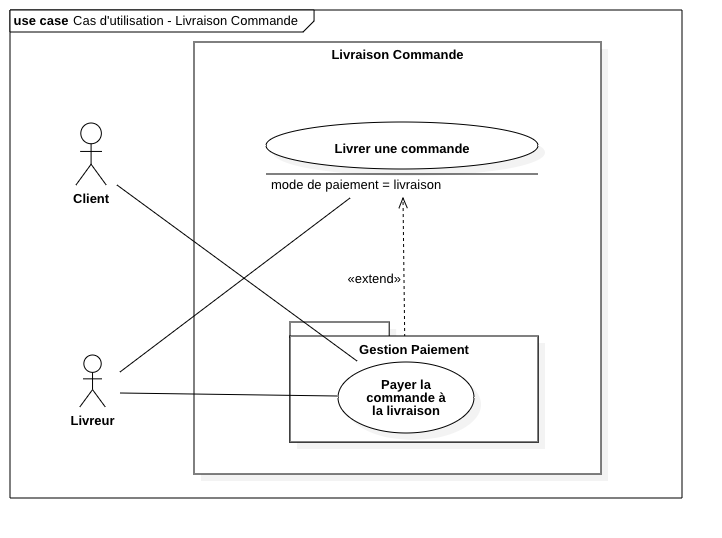 use case Cas d'utilisation - Livraison Commande
Livraison Commande
Livrer une commande
mode de paiement = livraison
Client
«extend»
Gestion Paiement
Payer la
commande à
la livraison
Livreur